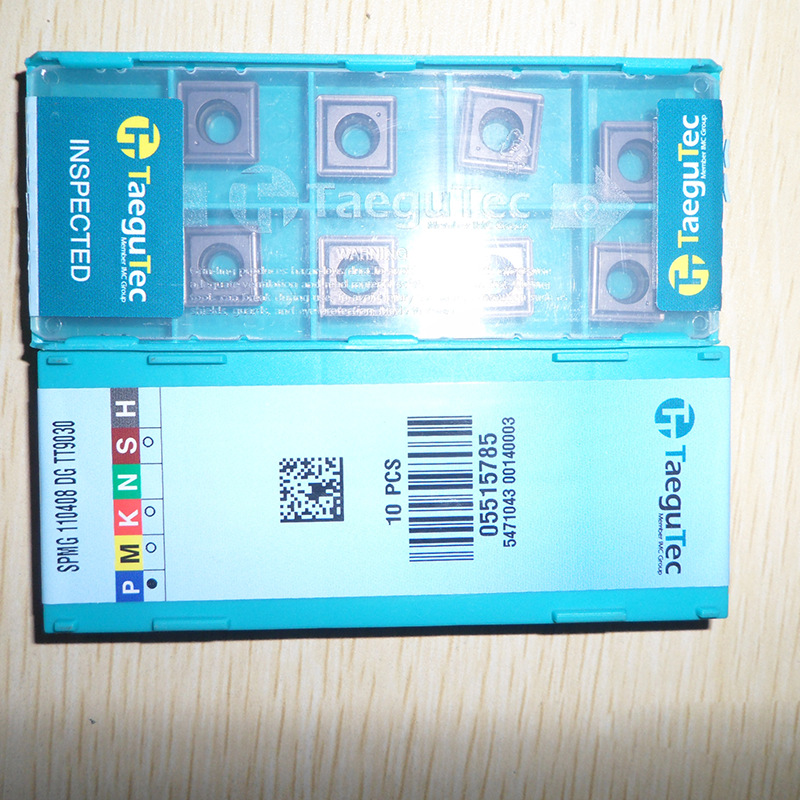 TaeguTec
Member IMC Group
INSPECTED
TaeguTec
WARNING
TaeguTec
Member IMC Group
SPMG 110408 DG TT9030
P M K N S H
10 PCS
05515785
5471043 00140003
TaeguTec
Member IMC Group